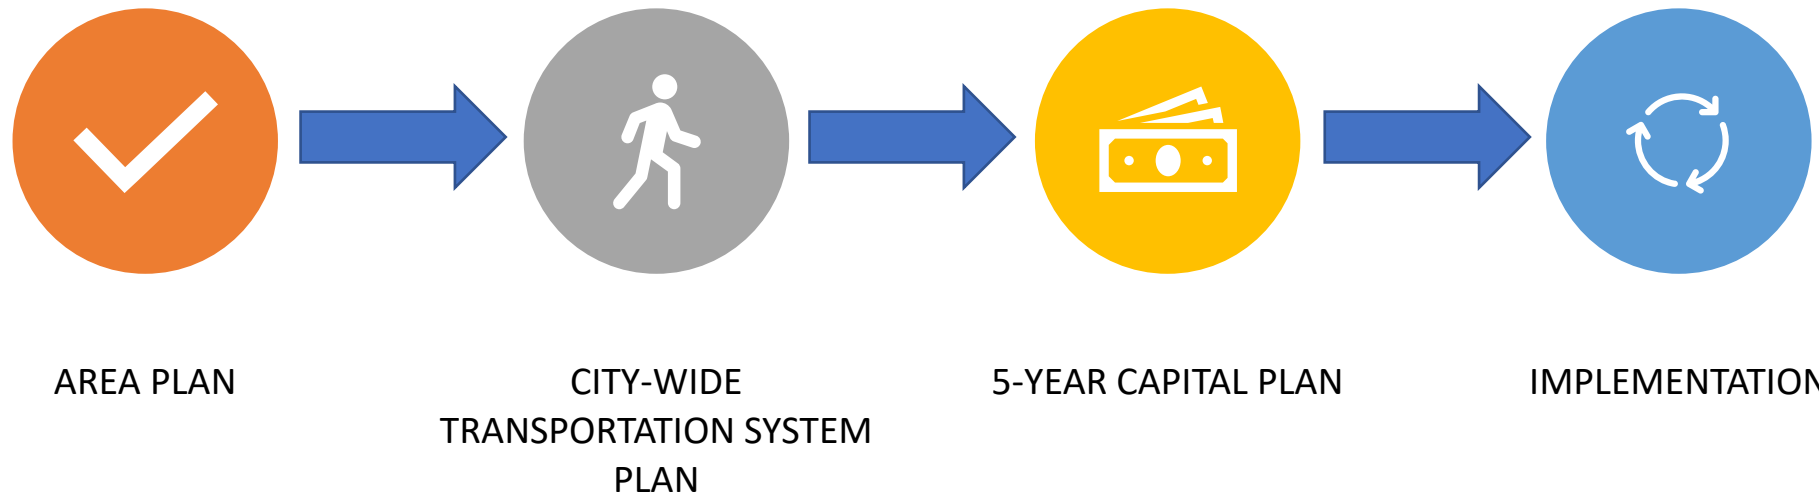 AREA PLAN
CITY-WIDE
TRANSPORTATION SYSTEM
PLAN
5-YEAR CAPITAL PLAN
IMPLEMENTATION